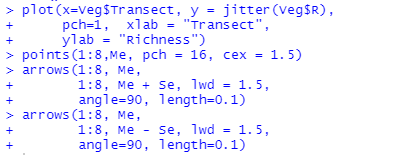 > plot(x=Veg$Transect, y = jitter(Veg$R),
+      pch=1,  xlab = "Transect",
+      ylab = "Richness")
> points(1:8,Me, pch = 16, cex = 1.5)
> arrows(1:8, Me,
+        1:8, Me + Se, lwd = 1.5,
+        angle=90, length=0.1)
> arrows(1:8, Me,
+        1:8, Me - Se, lwd = 1.5,
+        angle=90, length=0.1)